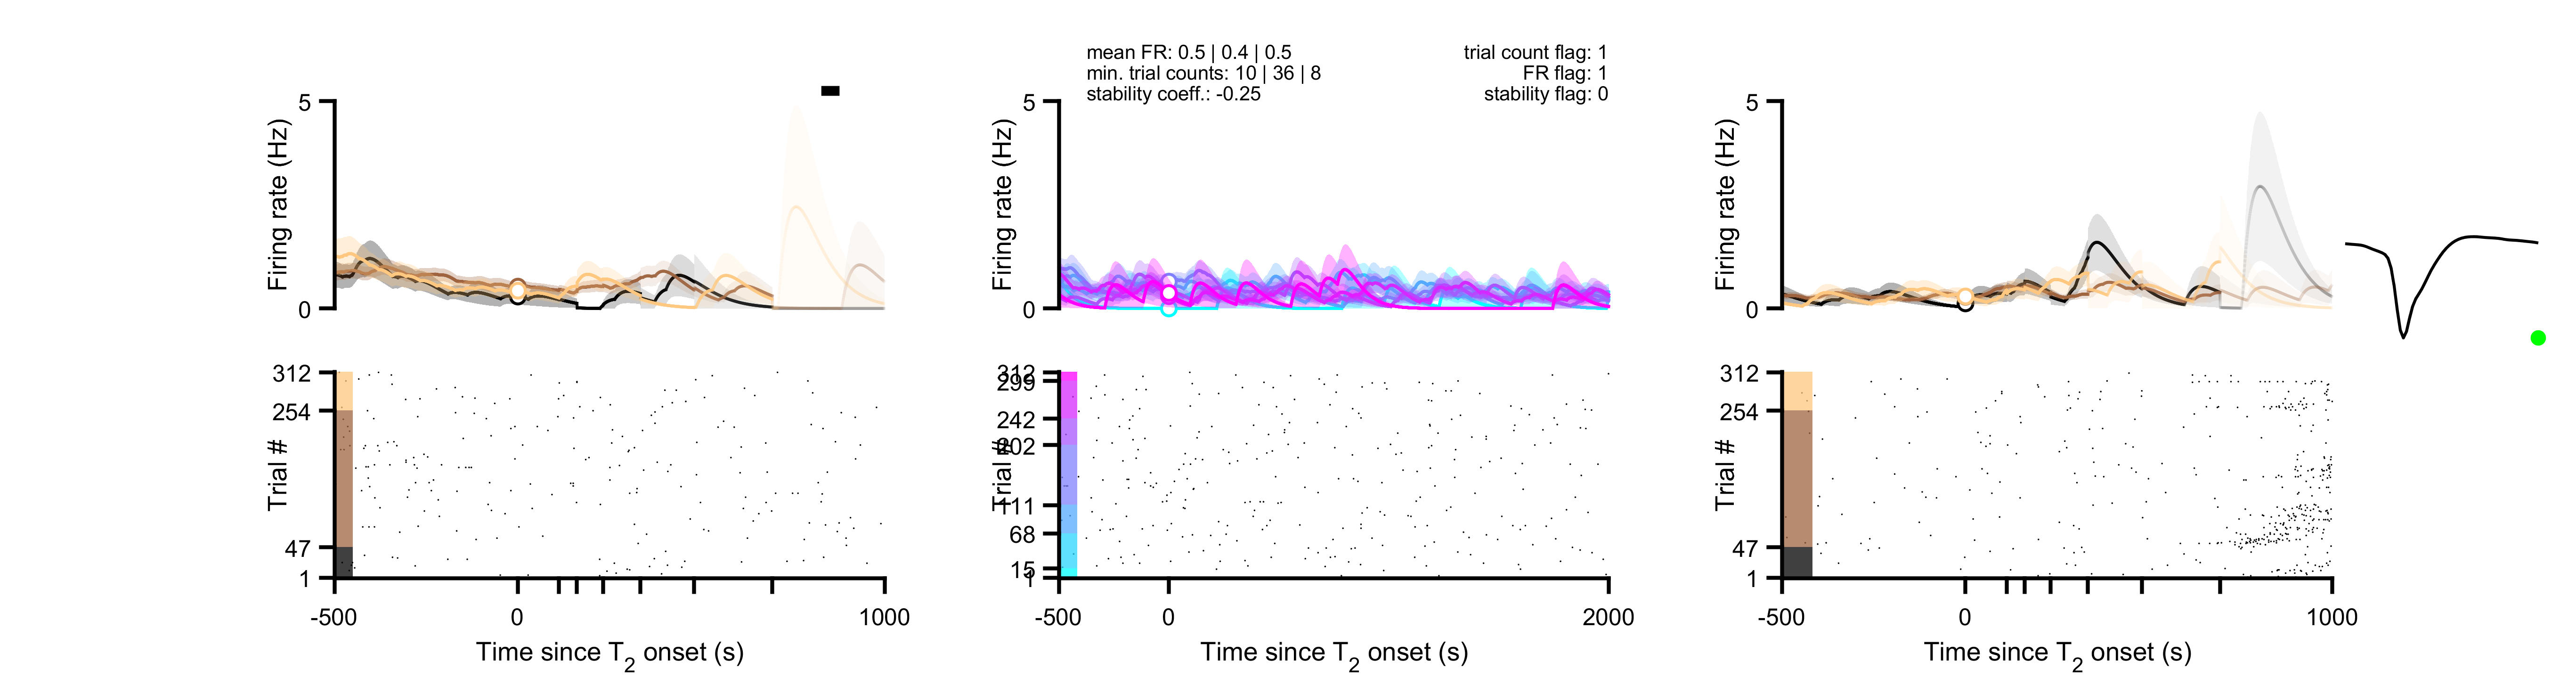 mean FR: 0.5 | 0.4 | 0.5
min. trial counts: 10 | 36 | 8
stability coeff.: -0.25
trial count flag: 1
FR flag: 1
stability flag: 0
5
0
Firing rate (Hz)
312
254
47
1
Trial #
-500
0
1000
Time since T2 onset (s)
5
0
Firing rate (Hz)
312
299
242
202
111
68
15
1
Trial #
-500
0
2000
Time since T2 onset (s)
5
0
Firing rate (Hz)
312
254
47
1
Trial #
-500
0
1000
Time since T2 onset (s)